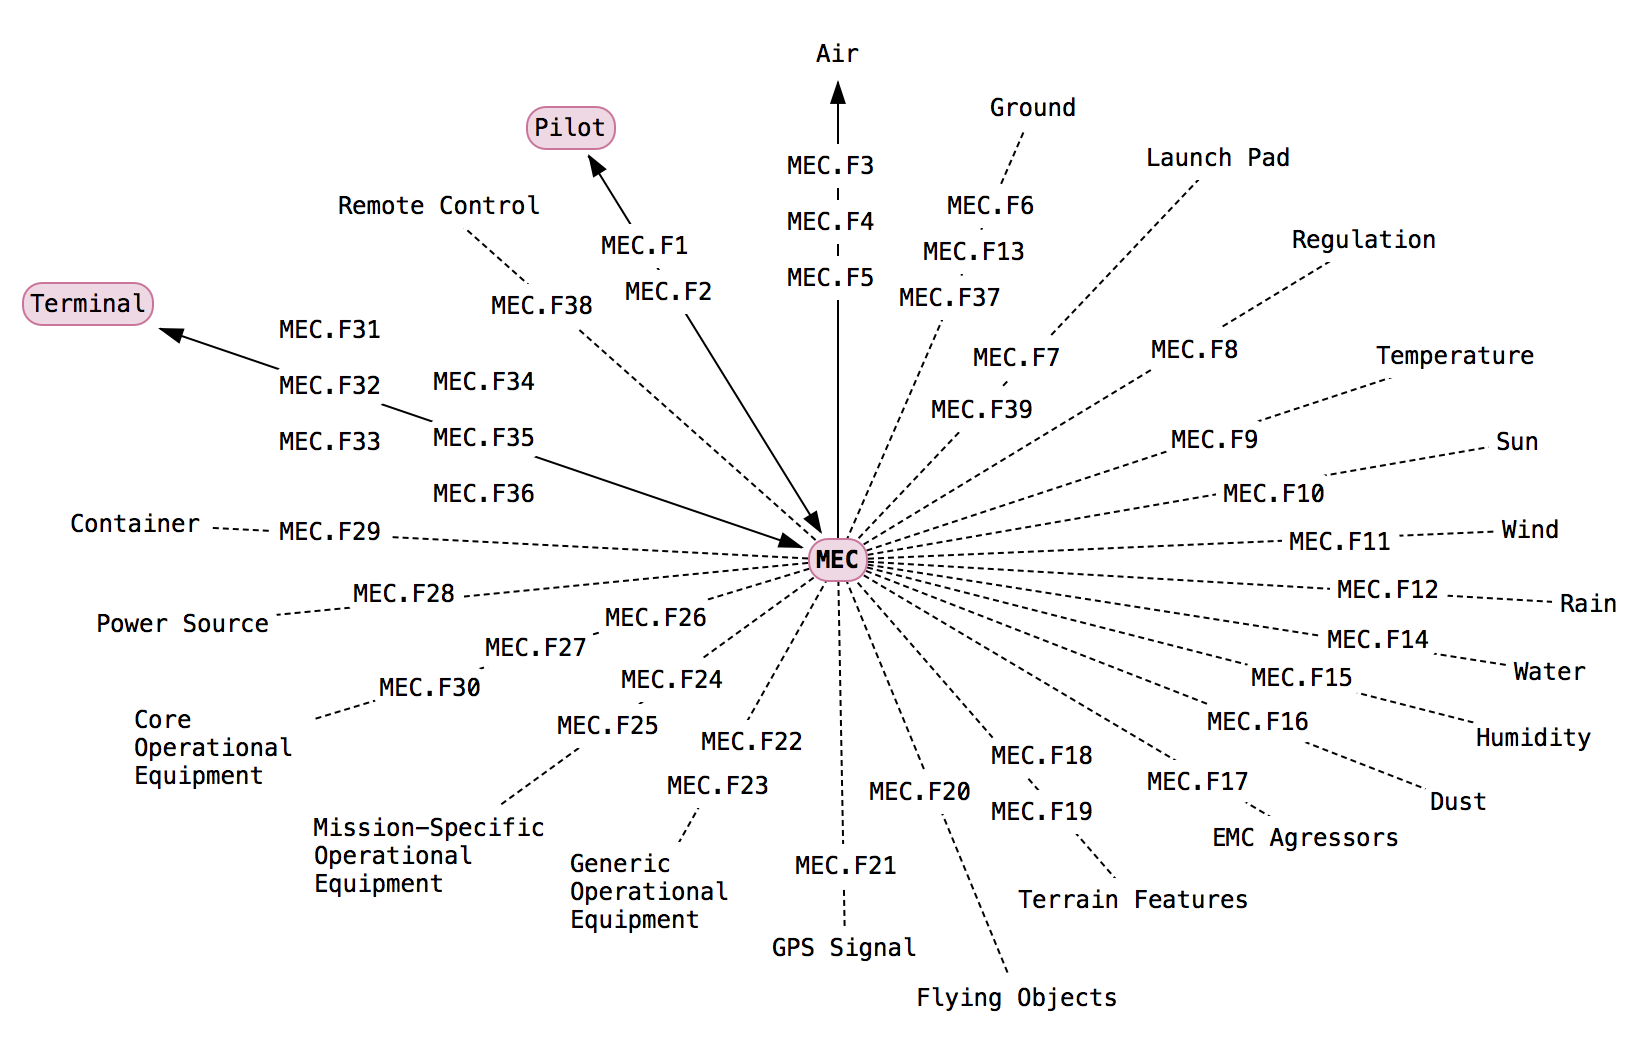 Air
Ground
Pilot
Launch Pad
MEC.F3
Remote Control
MEC.F6
MEC.F4
Regulation
MEC.F1
MEC.F13
MEC.F5
MEC.F2
MEC.F37
Terminal
MEC.F38
MEC.F31
MEC.F8
MEC.F7
Temperature
MEC.F34
MEC.F32
MEC.F39
MEC.F35
MEC.F9
MEC.F33
Sun
MEC.F36
MEC.F10
Container
MEC.F29
Wind
MEC.F11
MEC
MEC.F28
MEC.F12
Rain
Power Source
MEC.F26
MEC.F14
MEC.F27
Water
MEC.F24
MEC.F15
MEC.F30
Core
Operational
Equipment
MEC.F25
MEC.F16
Humidity
MEC.F22
MEC.F18
MEC.F23
MEC.F17
MEC.F20
Dust
MEC.F19
Mission-Specific
Operational
Equipment
EMC Agressors
Generic
Operational
Equipment
MEC.F21
Terrain Features
GPS Signal
Flying Objects